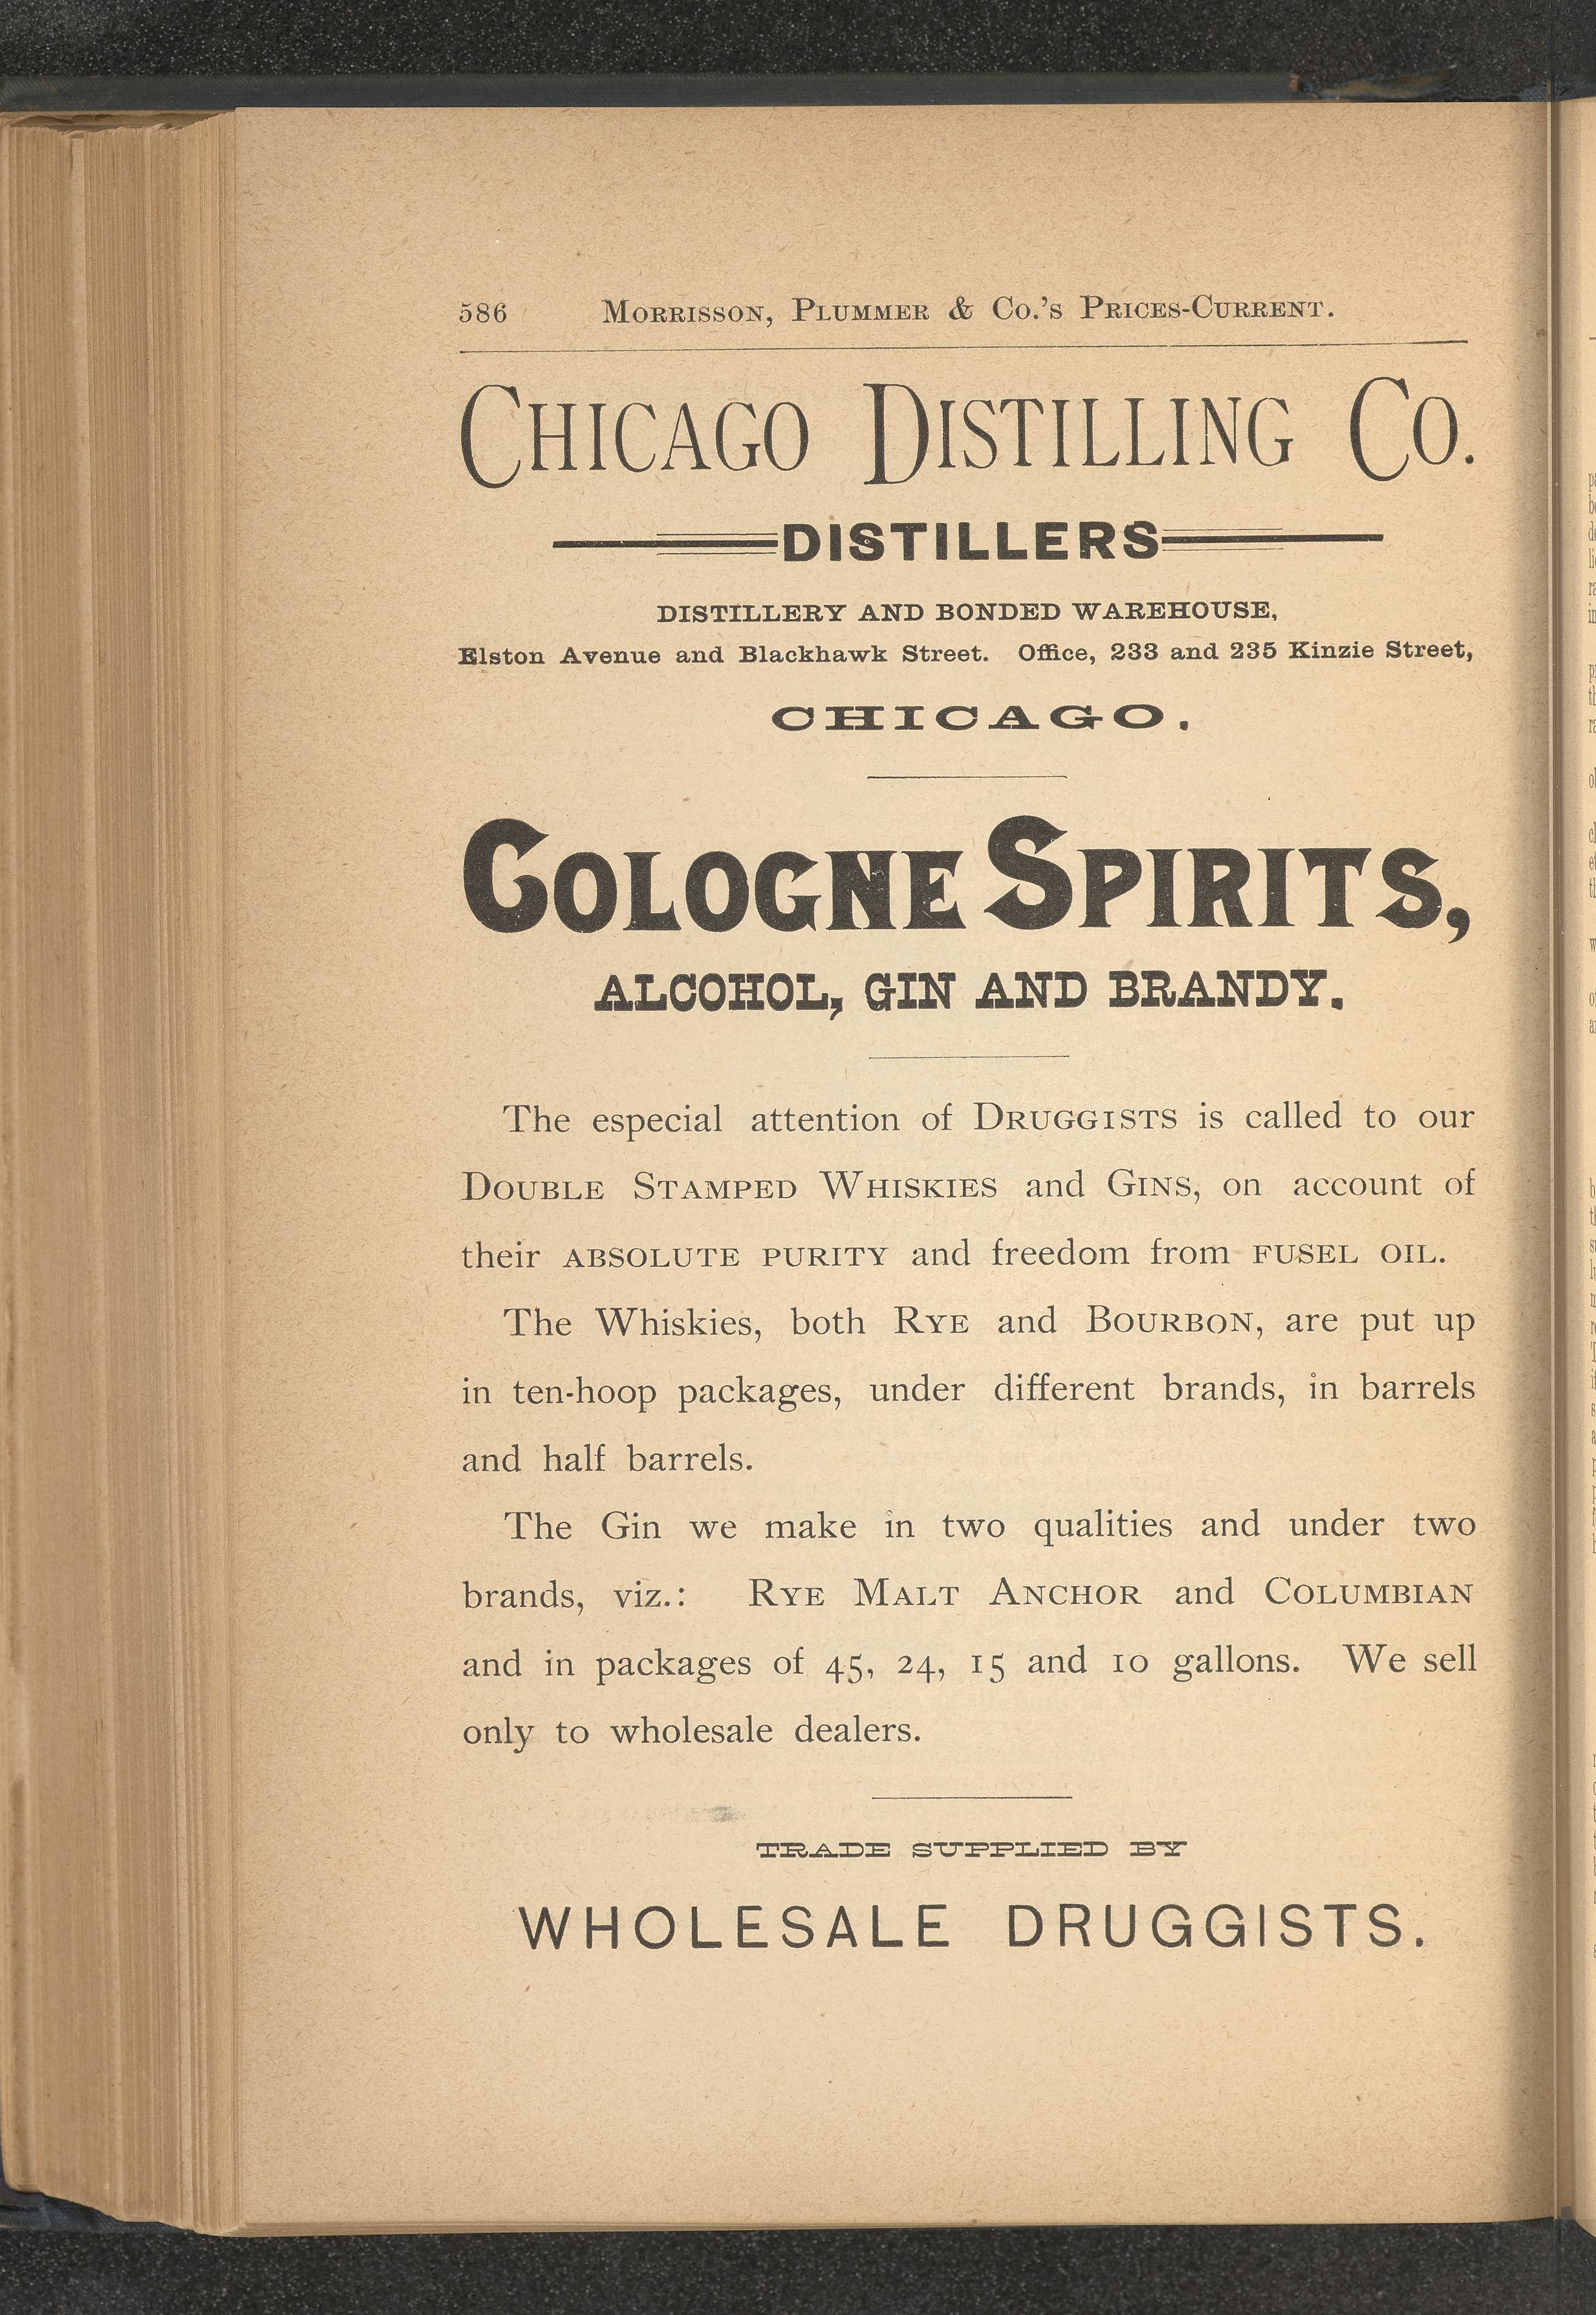 586 Morrisson, Plummer & Co.'s Prices-Current.
Chicago Distilling Co.
DISTILLERS
DISTILLERY AND BONDED WAREHOUSE,
Elston Avenue and Blackhawk Street. Office, 233 and 235 Kinzie Street,
CHICAGO.
COLOGNE SPIRITS,
ALCOHOL, GIN AND BRANDY.
The especial attention of Druggists is called to our
Double Stamped Whiskies and Gins, on account of
their ABSOLUTE PURITY and freedom from FUSEL OIL.
The Whiskies, both Rye and Bourbon, are put up
in ten-hoop packages, under different brands, in barrels
and half barrels.
The Gin we make in two qualities and under two
brands, viz.: Rye Malt Anchor and Columbian
and in packages of 45, 24, 15 and 10 gallons. We sell
only to wholesale dealers.
TRADE SUPPLIED BY
WHOLESALE DRUGGISTS.